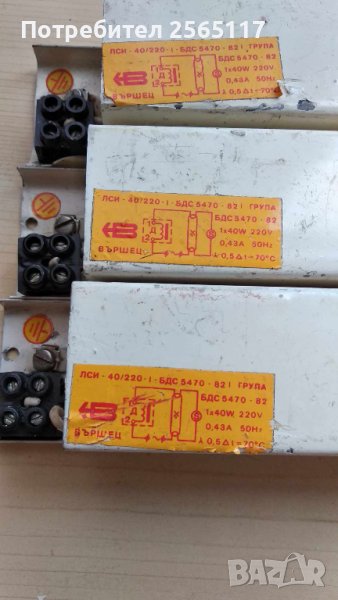 Потребител 2565117
ЛСИ - 40/220 - I - БДС 5470 - 82 I ГРУПА
БДС 5470 - 82
1x40W 220V
0,43A 50Hz
λ 0,5 Δt=70°C
ВЪРШЕЦ
ЛСИ - 40/220 - I - БДС 5470 - 82 I ГРУПА
БДС 5470 - 82
1x40W 220V
0,43A 50Hz
λ 0,5 Δt=70°C
ВЪРШЕЦ
ЛСИ - 40/220 - I - БДС 5470 - 82 I ГРУПА
БДС 5470 - 82
1x40W 220V
0,43A 50Hz
λ 0,5 Δt=70°C
ВЪРШЕЦ
BAZAR